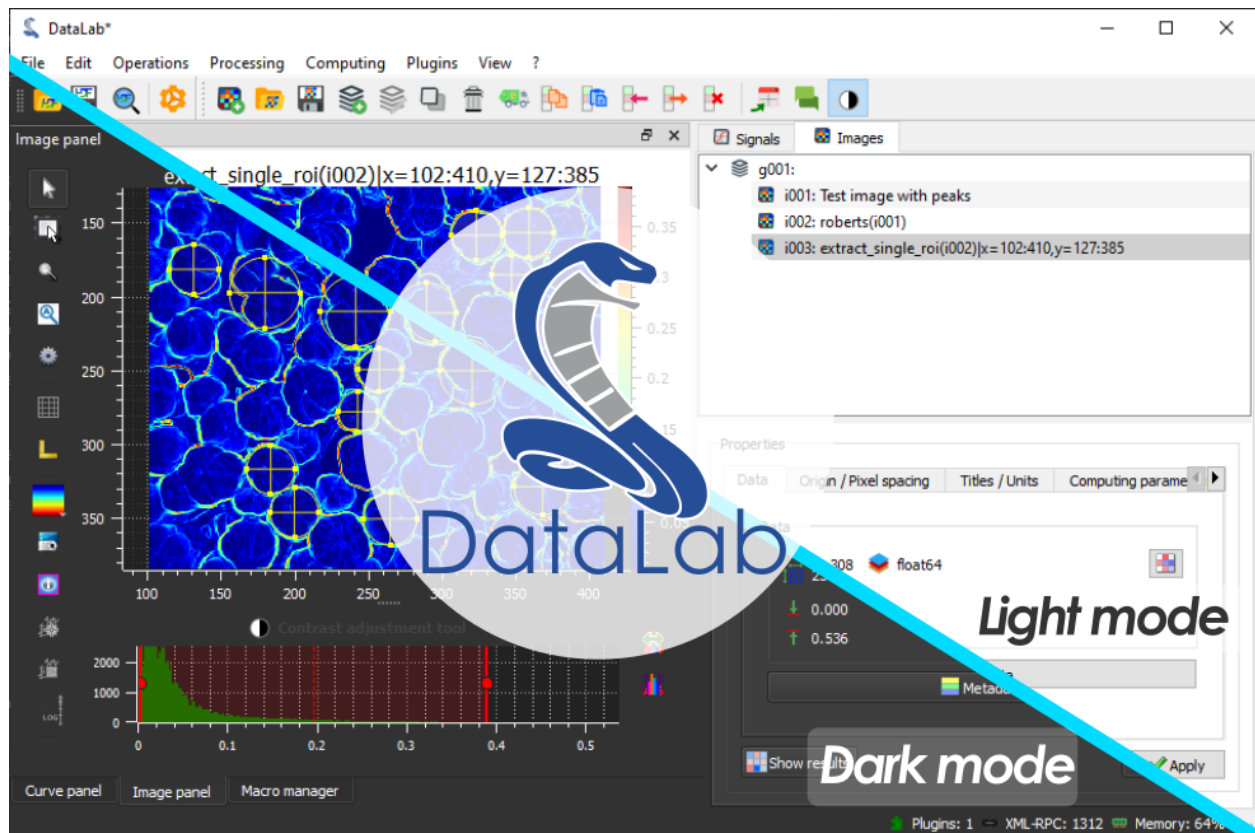 DataLab*
File Edit Operations Processing Computing Plugins View ?
Image panel
extract_single_roi(i002)|x=102:410,y=127:385
150
200
250
300
350
100 150 200 250 300 350 400
0.35
0.3
0.25
0.2
0.15
0.05
Contrast adjustment tool
2000
1000
0
0 0.1 0.2 0.3 0.4 0.5
LOG
Curve panel Image panel Macro manager
Signals Images
g001:
i001: Test image with peaks
i002: roberts(i001)
i003: extract_single_roi(i002)|x=102:410,y=127:385
Properties
Data Origin / Pixel spacing Titles / Units Computing parame
Data
308 float64
0.000
0.536
Metada
Show results Apply
DataLab
Light mode
Dark mode
Plugins: 1 XML-RPC: 1312 Memory: 64%